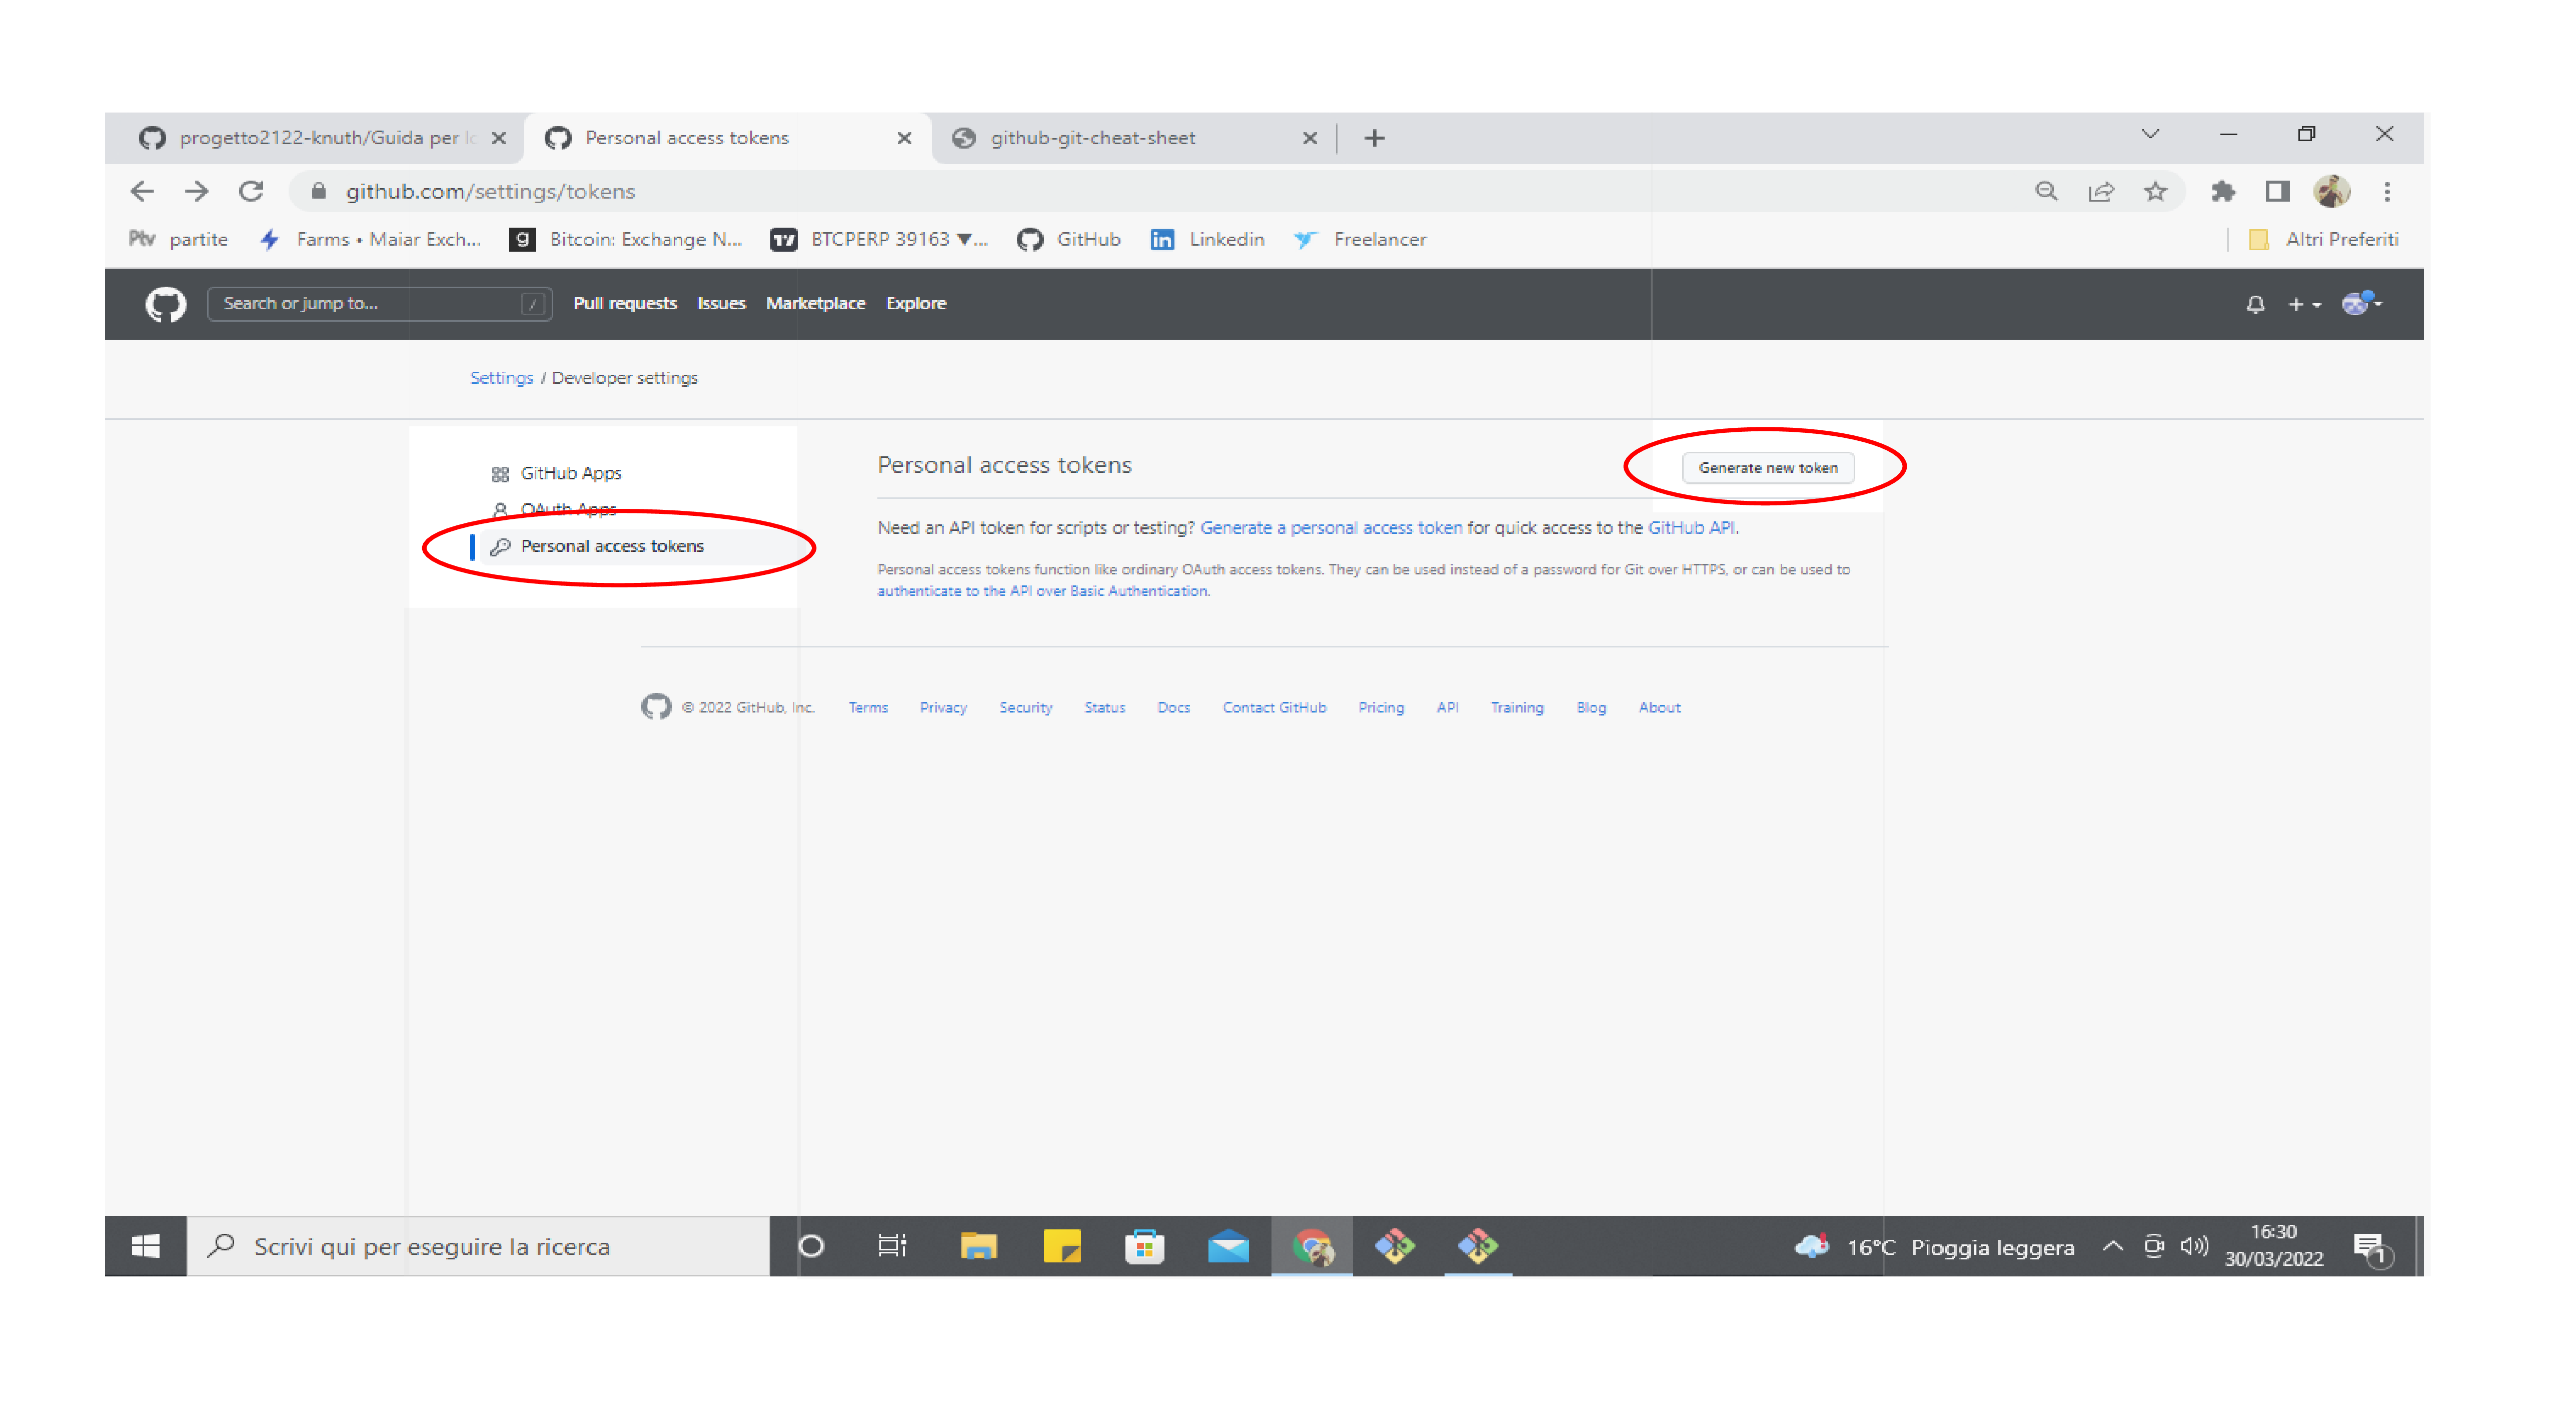 progetto2122-knuth/Guida per lo
Personal access tokens
github-git-cheat-sheet
github.com/settings/tokens
Ptv partite
Farms • Maiar Exch...
g Bitcoin: Exchange N...
BTCPERP 39163 ▼...
GitHub
in Linkedin
Freelancer
Altri Preferiti
Search or jump to... /
Pull requests Issues Marketplace Explore
Settings / Developer settings
GitHub Apps
OAuth Apps
Personal access tokens
Personal access tokens
Generate new token
Need an API token for scripts or testing? Generate a personal access token for quick access to the GitHub API.
Personal access tokens function like ordinary OAuth access tokens. They can be used instead of a password for Git over HTTPS, or can be used to
authenticate to the API over Basic Authentication.
© 2022 GitHub, Inc. Terms Privacy Security Status Docs Contact GitHub Pricing API Training Blog About
Scrivi qui per eseguire la ricerca
16°C Pioggia leggera
16:30
30/03/2022
1